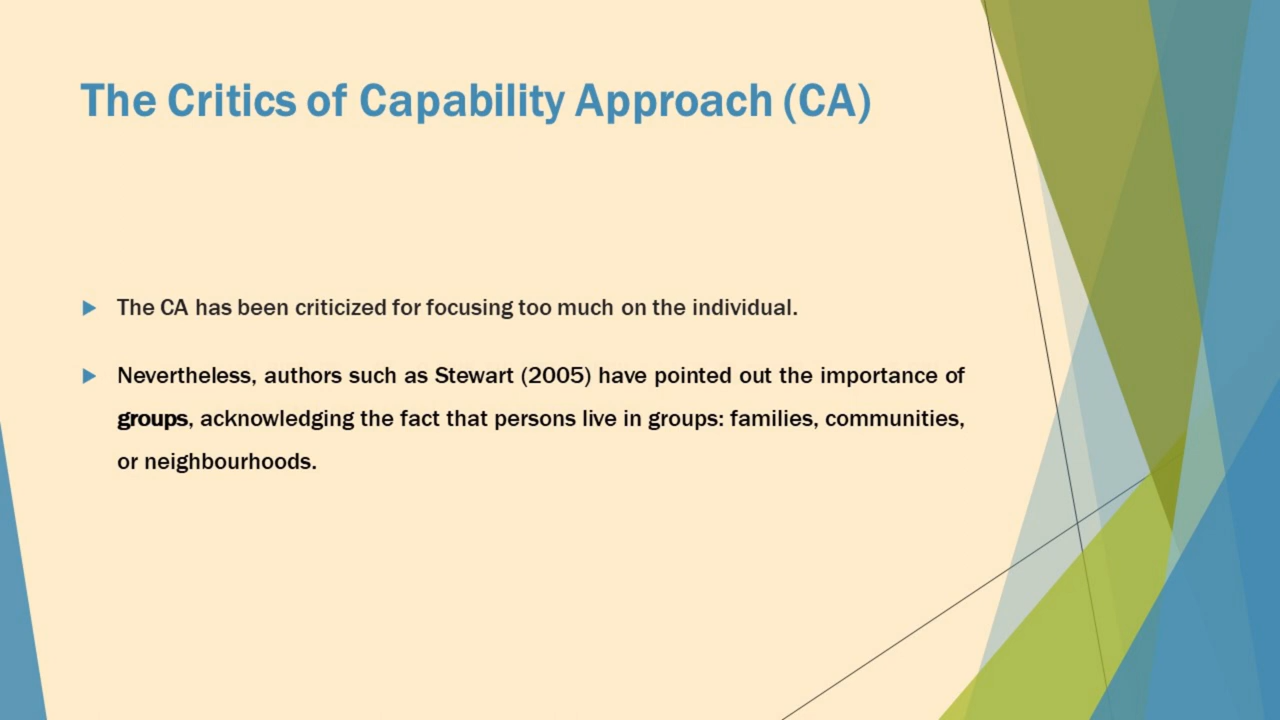 The Critics of Capability Approach (CA)
The CA has been criticized for focusing too much on the individual.
Nevertheless, authors such as Stewart (2005) have pointed out the importance of
groups, acknowledging the fact that persons live in groups: families, communities,
or neighbourhoods.